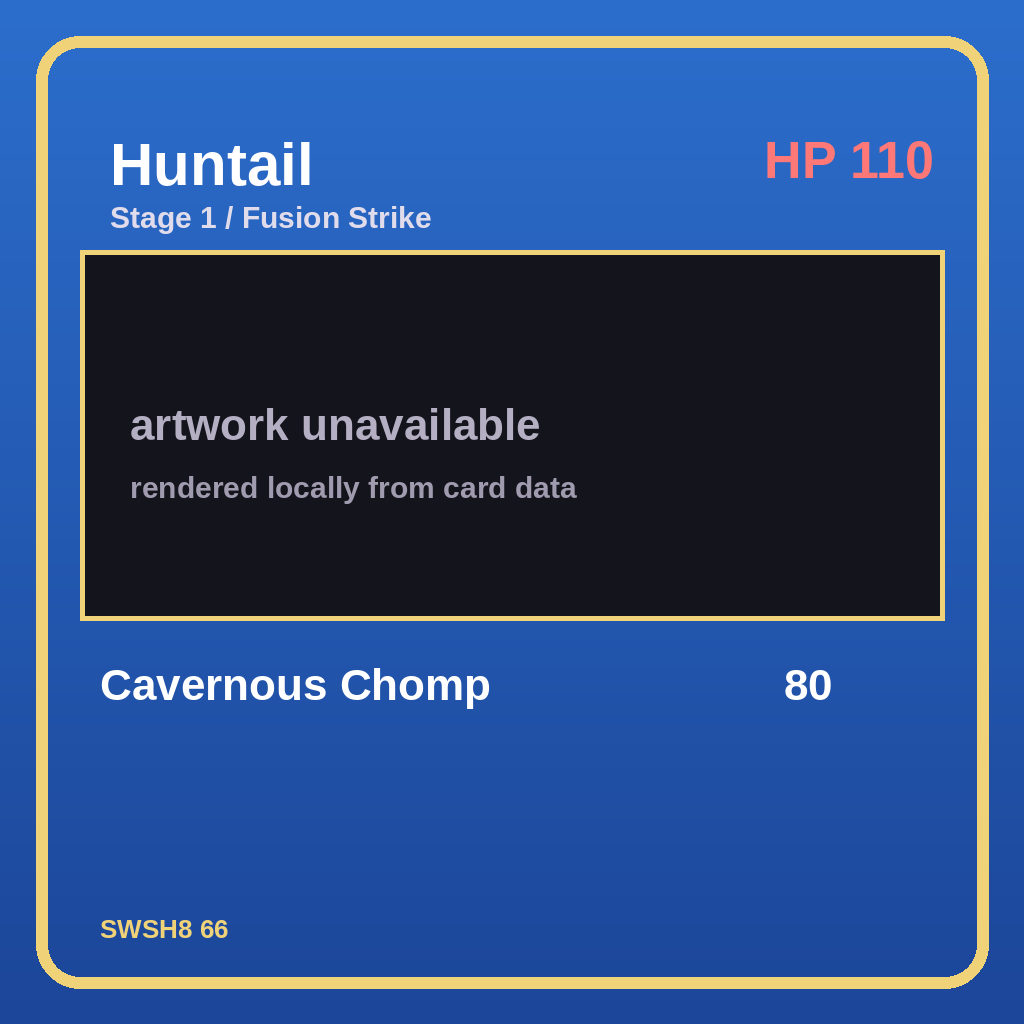 Huntail
HP 110
Stage 1 / Fusion Strike
artwork unavailable
rendered locally from card data
Cavernous Chomp 80
SWSH8 66